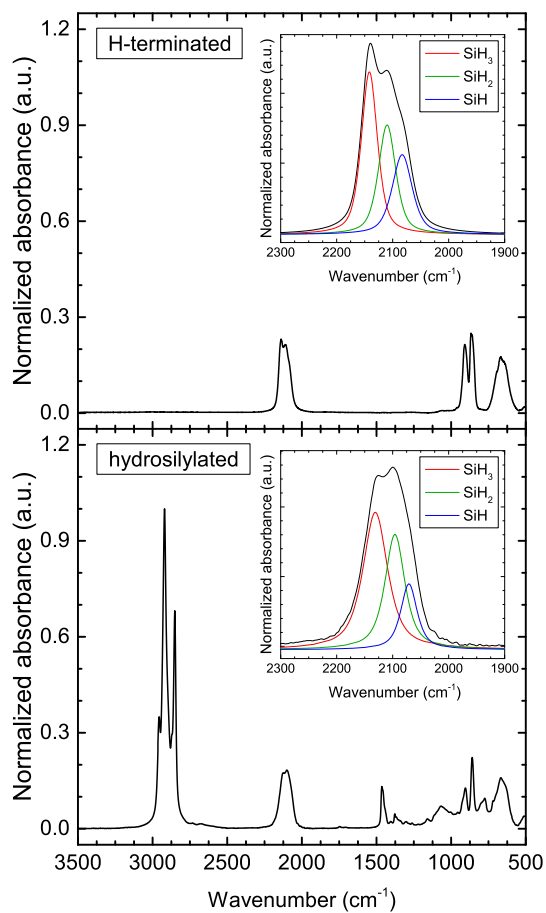 Normalized absorbance (a.u.)
1.2
0.9
0.6
0.3
0.0
H-terminated
Normalized absorbance (a.u.)
SiH₃
SiH₂
SiH
2300 2200 2100 2000 1900
Wavenumber (cm⁻¹)
Normalized absorbance (a.u.)
1.2
0.9
0.6
0.3
0.0
hydrosilylated
Normalized absorbance (a.u.)
SiH₃
SiH₂
SiH
2300 2200 2100 2000 1900
Wavenumber (cm⁻¹)
3500 3000 2500 2000 1500 1000 500
Wavenumber (cm⁻¹)